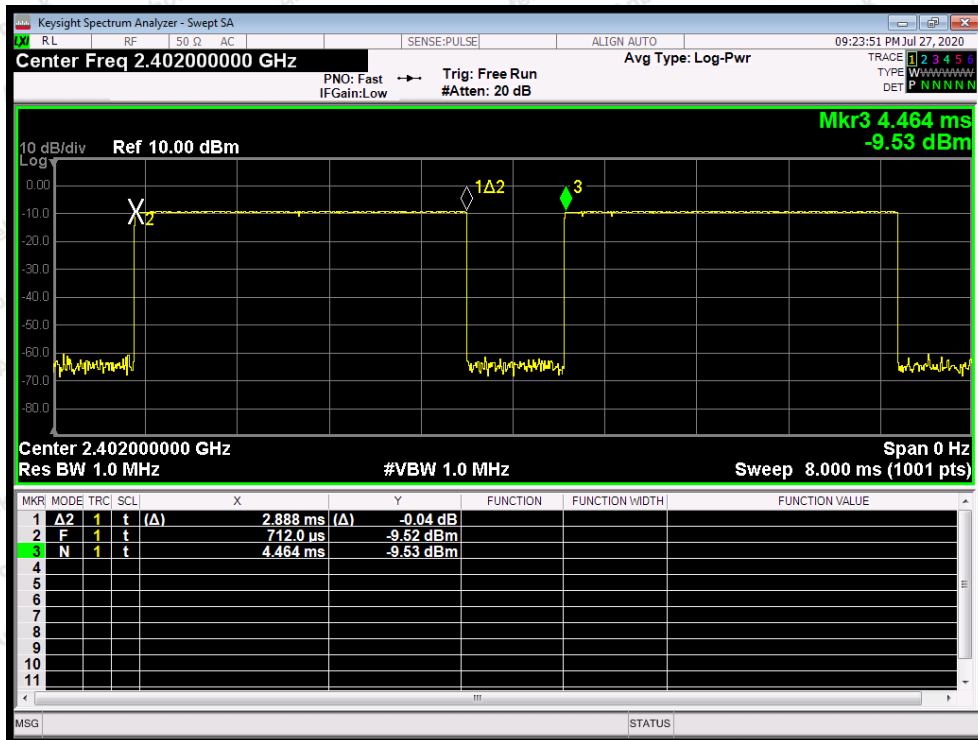 Keysight Spectrum Analyzer - Swept SA
LXI RL RF 50 Ω AC SENSE:PULSE ALIGN AUTO 09:23:51 PM Jul 27, 2020
Center Freq 2.402000000 GHz Avg Type: Log-Pwr TRACE 1 2 3 4 5 6
PNO: Fast Trig: Free Run TYPE WWWWWW
IFGain:Low #Atten: 20 dB DET P N N N N N
Mkr3 4.464 ms
10 dB/div Ref 10.00 dBm -9.53 dBm
Log
0.00
-10.0
-20.0
-30.0
-40.0
-50.0
-60.0
-70.0
-80.0
2
1Δ2
3
Center 2.402000000 GHz Span 0 Hz
Res BW 1.0 MHz #VBW 1.0 MHz Sweep 8.000 ms (1001 pts)
MKR MODE TRC SCL X Y FUNCTION FUNCTION WIDTH FUNCTION VALUE
1 Δ2 1 t (Δ) 2.888 ms (Δ) -0.04 dB
2 F 1 t 712.0 µs -9.52 dBm
3 N 1 t 4.464 ms -9.53 dBm
4
5
6
7
8
9
10
11
MSG STATUS